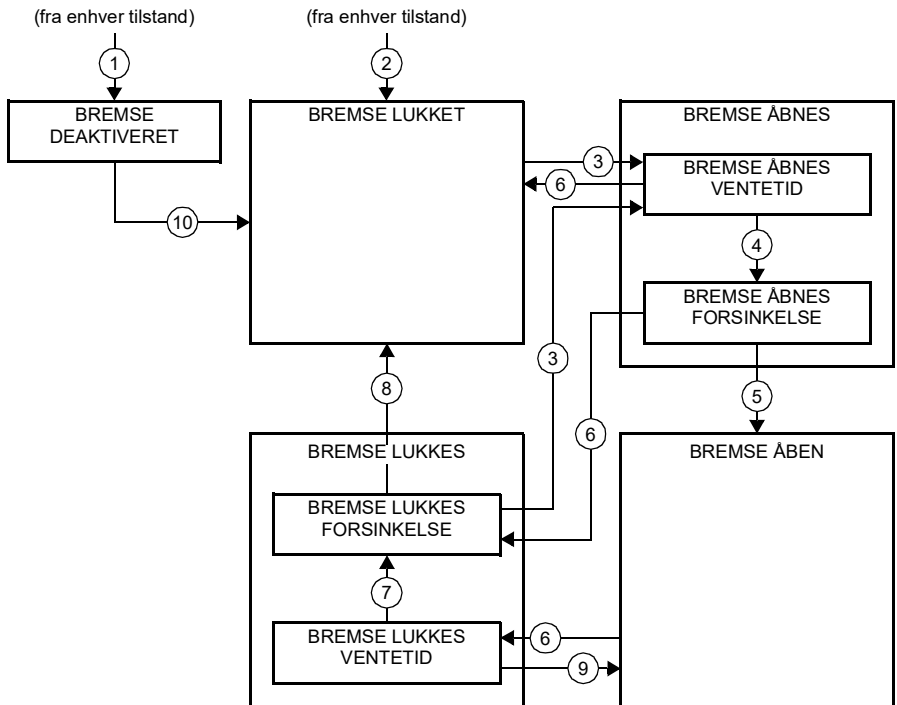 (fra enhver tilstand)
(fra enhver tilstand)
1
2
BREMSE
DEAKTIVERET
BREMSE LUKKET
BREMSE ÅBNES
3
BREMSE ÅBNES
VENTETID
6
10
4
BREMSE ÅBNES
FORSINKELSE
3
8
5
6
BREMSE LUKKES
BREMSE ÅBEN
BREMSE LUKKES
FORSINKELSE
7
BREMSE LUKKES
VENTETID
6
9